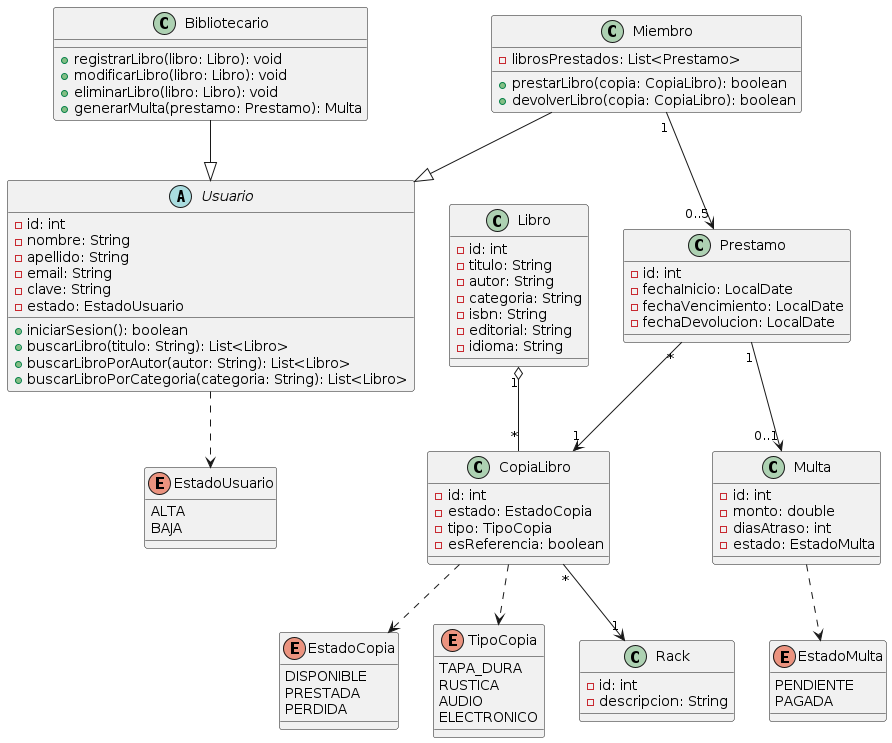 C Bibliotecario
registrarLibro(libro: Libro): void
modificarLibro(libro: Libro): void
eliminarLibro(libro: Libro): void
generarMulta(prestamo: Prestamo): Multa
C Miembro
librosPrestados: List<Prestamo>
prestarLibro(copia: CopiaLibro): boolean
devolverLibro(copia: CopiaLibro): boolean
1
0..5
A Usuario
id: int
nombre: String
apellido: String
email: String
clave: String
estado: EstadoUsuario
iniciarSesion(): boolean
buscarLibro(titulo: String): List<Libro>
buscarLibroPorAutor(autor: String): List<Libro>
buscarLibroPorCategoria(categoria: String): List<Libro>
C Libro
id: int
titulo: String
autor: String
categoria: String
isbn: String
editorial: String
idioma: String
1
*
C Prestamo
id: int
fechaInicio: LocalDate
fechaVencimiento: LocalDate
fechaDevolucion: LocalDate
*
1
1
0..1
E EstadoUsuario
ALTA
BAJA
C CopiaLibro
id: int
estado: EstadoCopia
tipo: TipoCopia
esReferencia: boolean
*
1
C Multa
id: int
monto: double
diasAtraso: int
estado: EstadoMulta
E EstadoCopia
DISPONIBLE
PRESTADA
PERDIDA
E TipoCopia
TAPA_DURA
RUSTICA
AUDIO
ELECTRONICO
C Rack
id: int
descripcion: String
E EstadoMulta
PENDIENTE
PAGADA